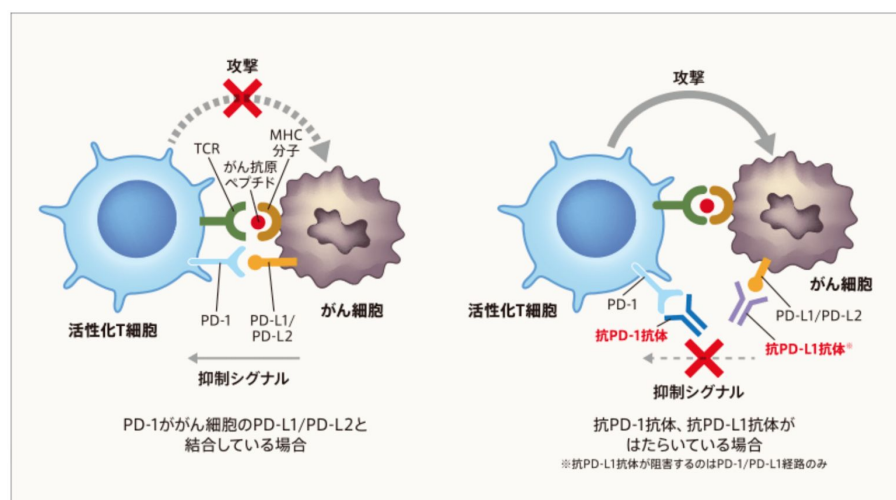 攻撃
TCR
がん抗原
ペプチド
MHC
分子
活性化T細胞
PD-1
PD-L1/
PD-L2
がん細胞
抑制シグナル
PD-1ががん細胞のPD-L1/PD-L2と
結合している場合
攻撃
がん細胞
活性化T細胞
PD-1
PD-L1/PD-L2
抗PD-1抗体
抗PD-L1抗体※
抑制シグナル
抗PD-1抗体、抗PD-L1抗体が
はたらいている場合
※抗PD-L1抗体が阻害するのはPD-1/PD-L1経路のみ